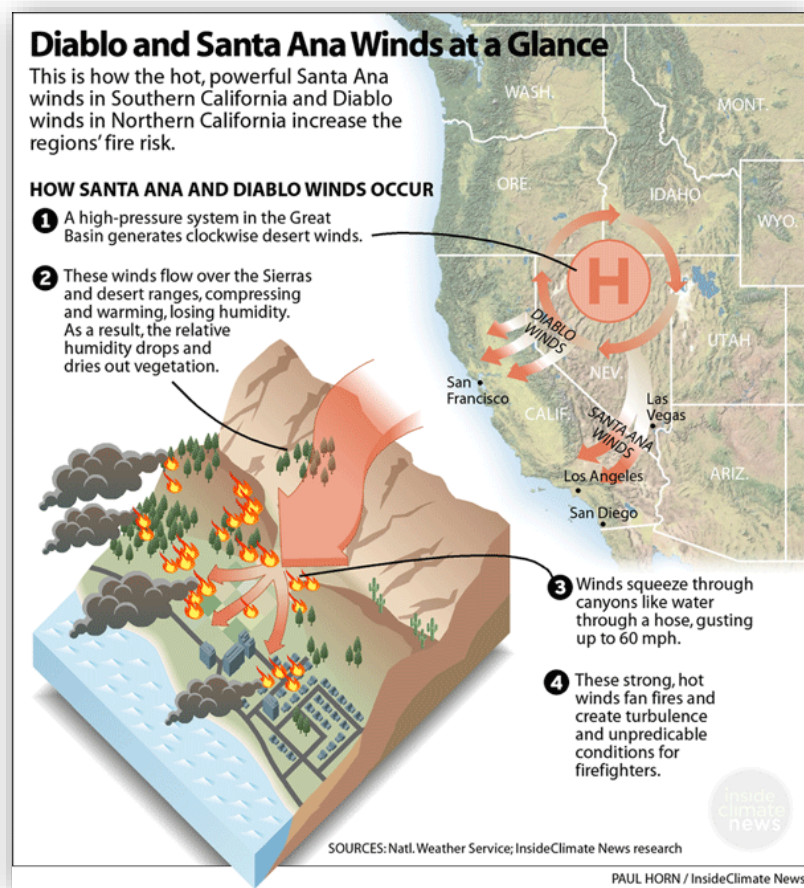 Diablo and Santa Ana Winds at a Glance
This is how the hot, powerful Santa Ana
winds in Southern California and Diablo
winds in Northern California increase the
regions' fire risk.
HOW SANTA ANA AND DIABLO WINDS OCCUR
1 A high-pressure system in the Great
Basin generates clockwise desert winds.
2 These winds flow over the Sierras
and desert ranges, compressing
and warming, losing humidity.
As a result, the relative
humidity drops and
dries out vegetation.
WASH.
MONT.
ORE.
IDAHO
WYO.
H
DIABLO
WINDS
UTAH
NEV.
San
Francisco
CALIF.
Las
Vegas
SANTA ANA
WINDS
ARIZ.
Los Angeles
San Diego
3 Winds squeeze through
canyons like water
through a hose, gusting
up to 60 mph.
4 These strong, hot
winds fan fires and
create turbulence
and unpredicable
conditions for
firefighters.
inside
climate
news
SOURCES: Natl. Weather Service; InsideClimate News research
PAUL HORN / InsideClimate News